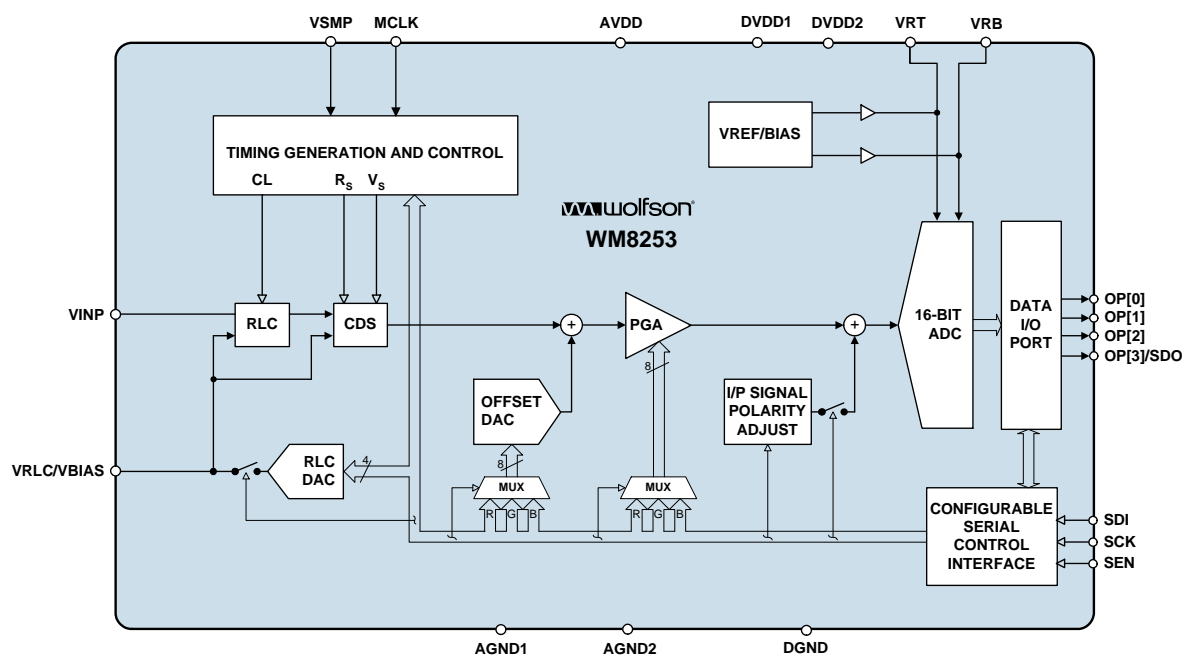 VSMP MCLK AVDD DVDD1 DVDD2 VRT VRB
VREF/BIAS
TIMING GENERATION AND CONTROL
CL RS VS
wolfson®
WM8253
VINP
RLC
CDS
+
PGA
+
16-BIT
ADC
DATA
I/O
PORT
OP[0]
OP[1]
OP[2]
OP[3]/SDO
8
OFFSET
DAC
I/P SIGNAL
POLARITY
ADJUST
VRLC/VBIAS
RLC
DAC
4
8
MUX
R G B
MUX
R G B
CONFIGURABLE
SERIAL
CONTROL
INTERFACE
SDI
SCK
SEN
AGND1 AGND2 DGND